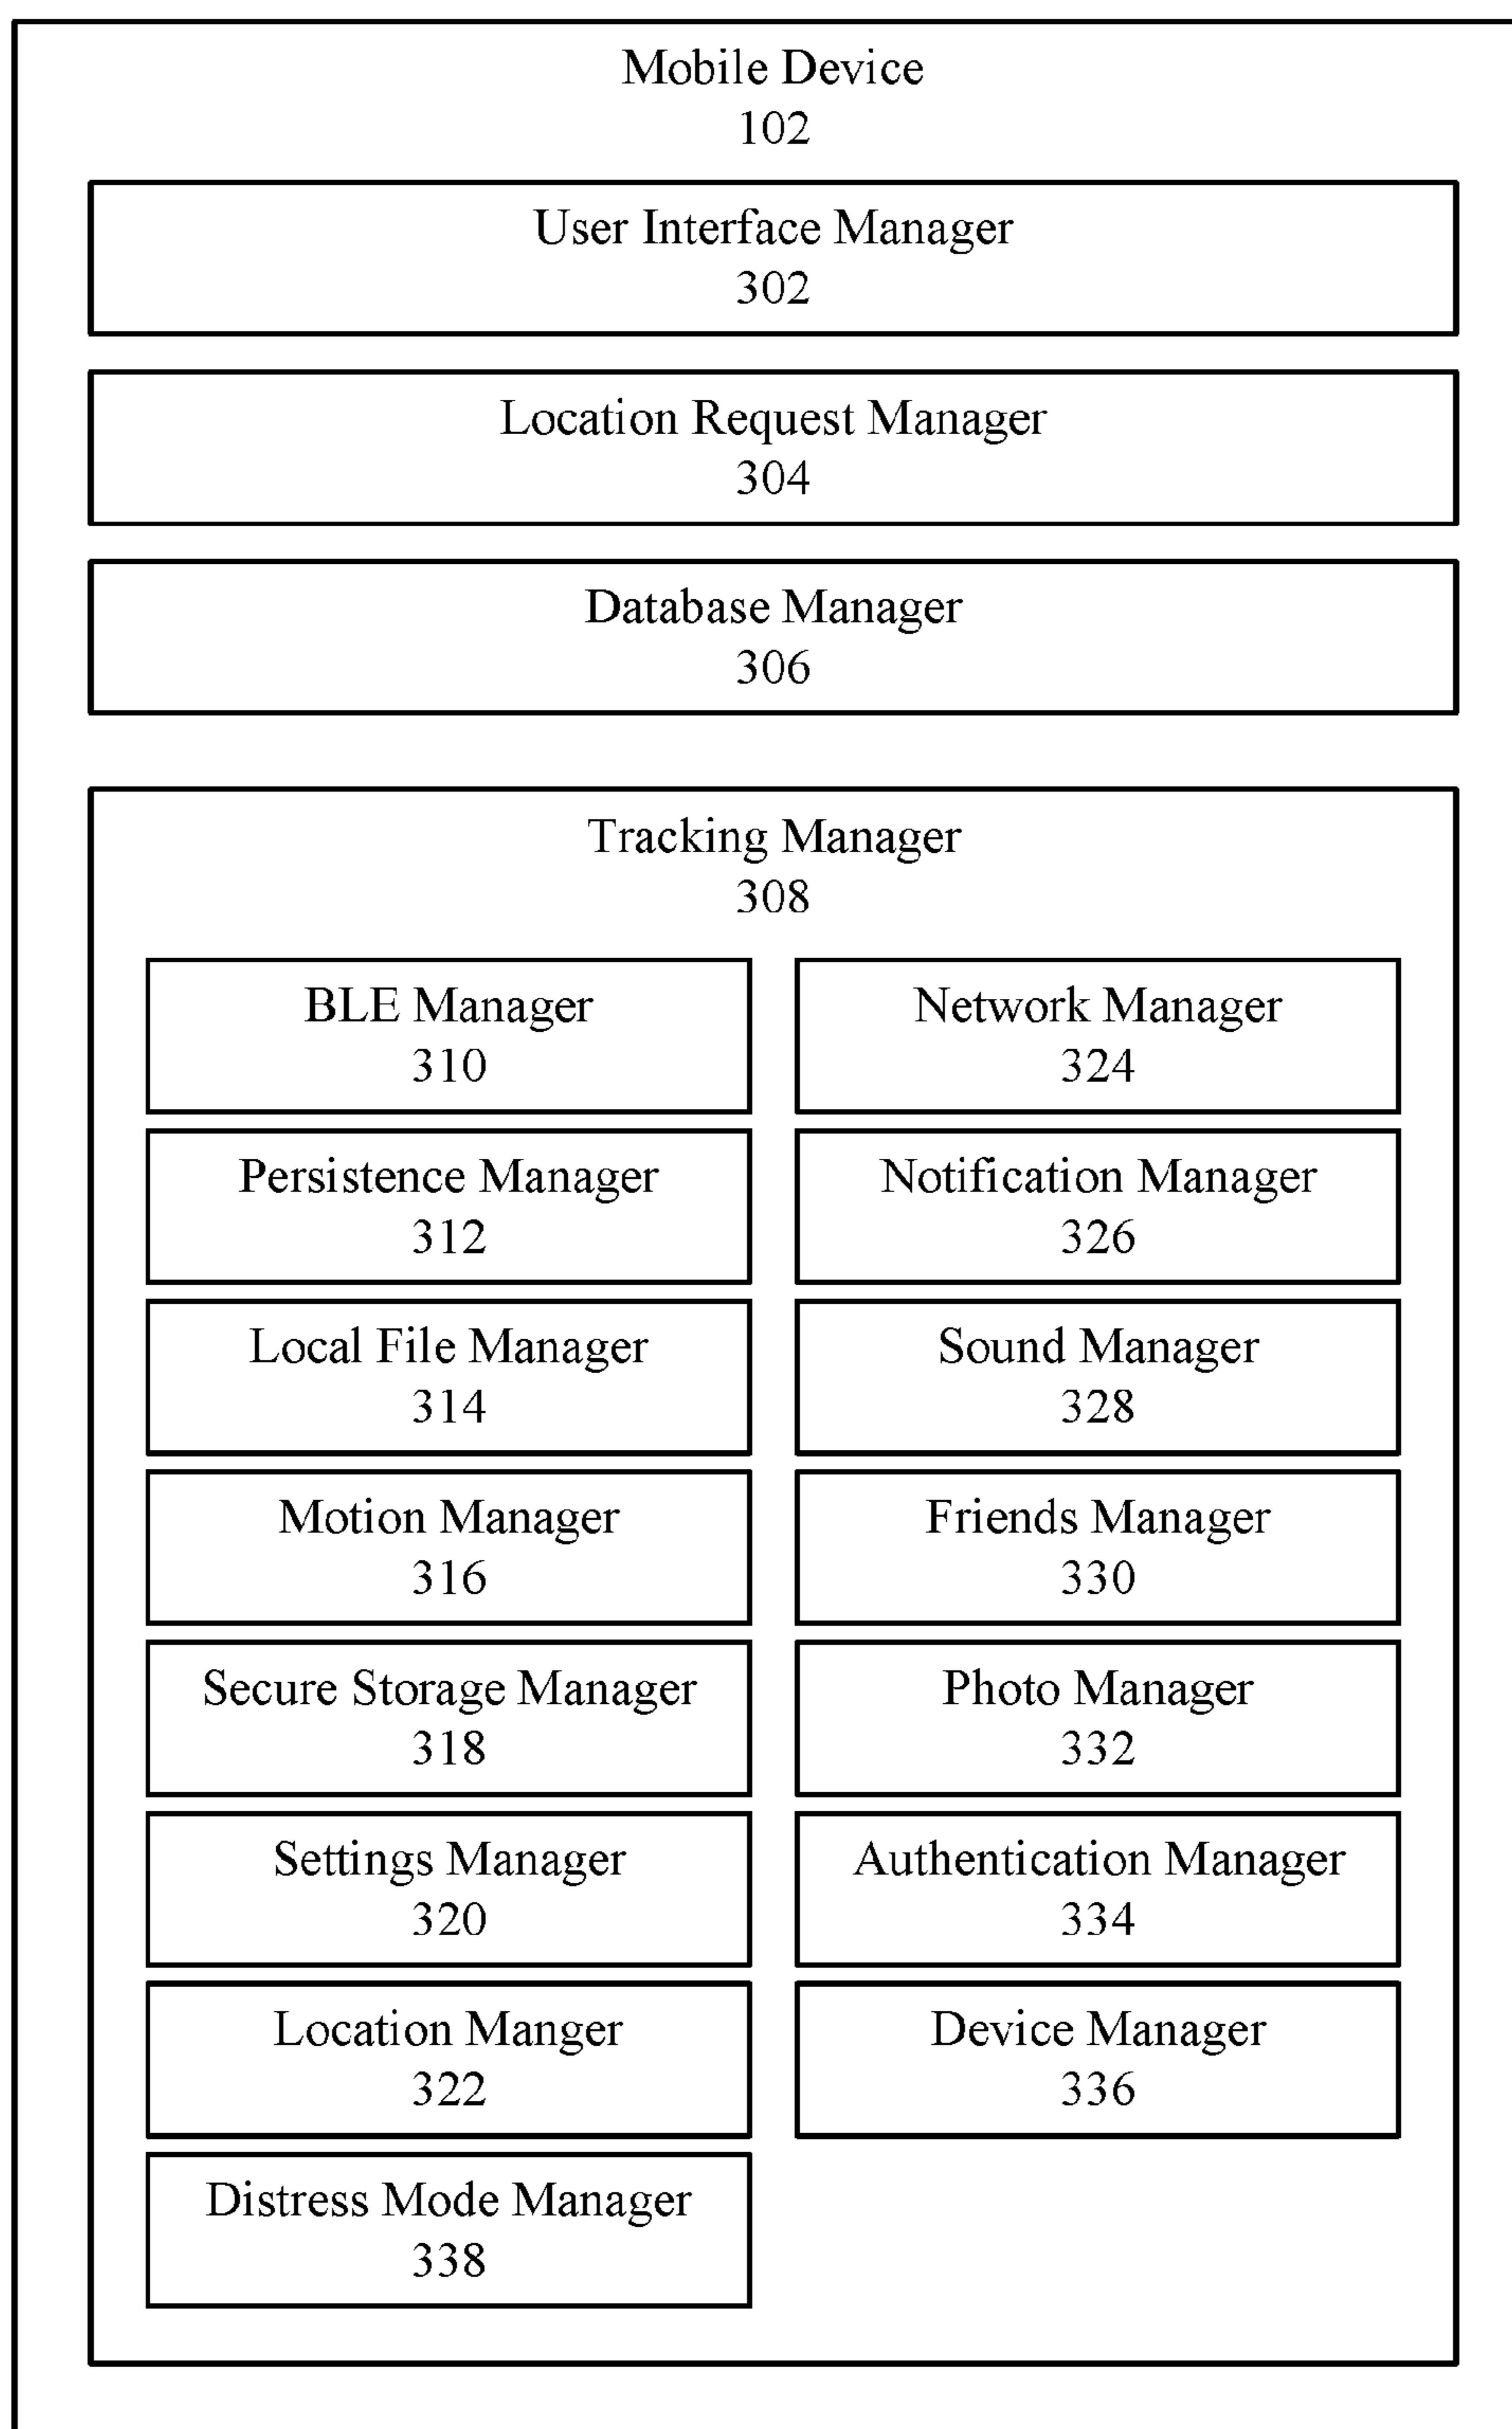 Mobile Device
102
User Interface Manager
302
Location Request Manager
304
Database Manager
306
Tracking Manager
308
BLE Manager
310
Network Manager
324
Persistence Manager
312
Notification Manager
326
Local File Manager
314
Sound Manager
328
Motion Manager
316
Friends Manager
330
Secure Storage Manager
318
Photo Manager
332
Settings Manager
320
Authentication Manager
334
Location Manger
322
Device Manager
336
Distress Mode Manager
338